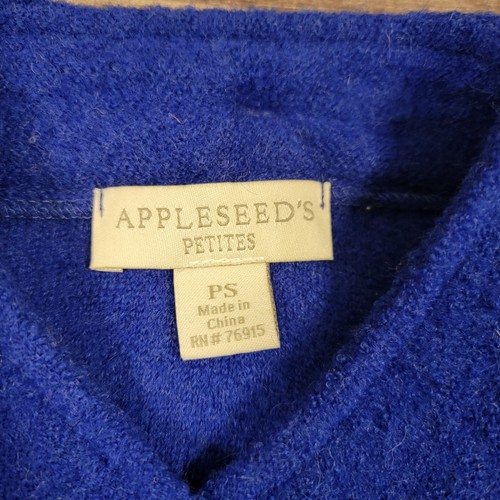 APPLESEED'S
PETITES
PS
Made in
China
RN# 76915